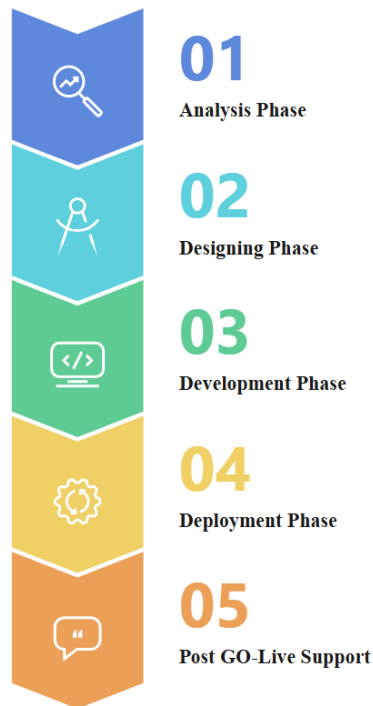 01
Analysis Phase
02
Designing Phase
03
Development Phase
04
Deployment Phase
05
Post GO-Live Support